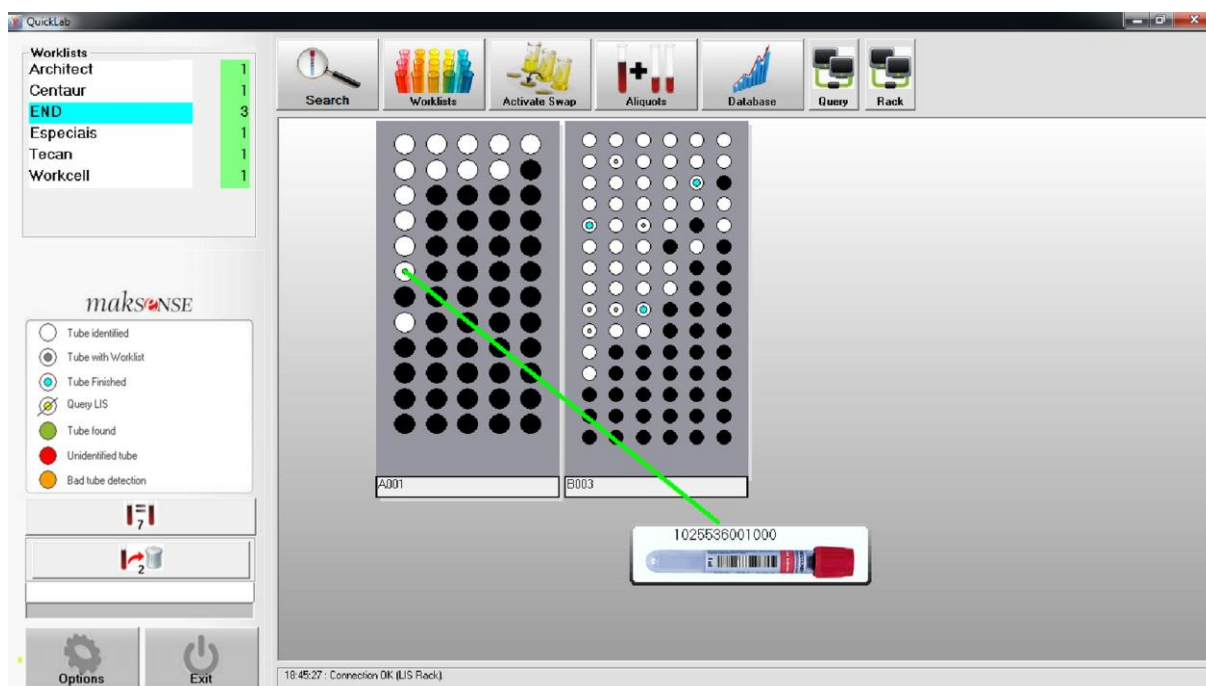 QuickLab
Worklists
Architect 1
Centaur 1
END 3
Especiais 1
Tecan 1
Workcell 1
Search
Worklists
Activate Swap
Aliquots
Database
Query
Rack
maksense
Tube identified
Tube with Worklist
Tube Finished
Query LIS
Tube found
Unidentified tube
Bad tube detection
7
2
Options
Exit
A001
B003
1025536001000
18:45:27 : Connection OK (LIS Rack).